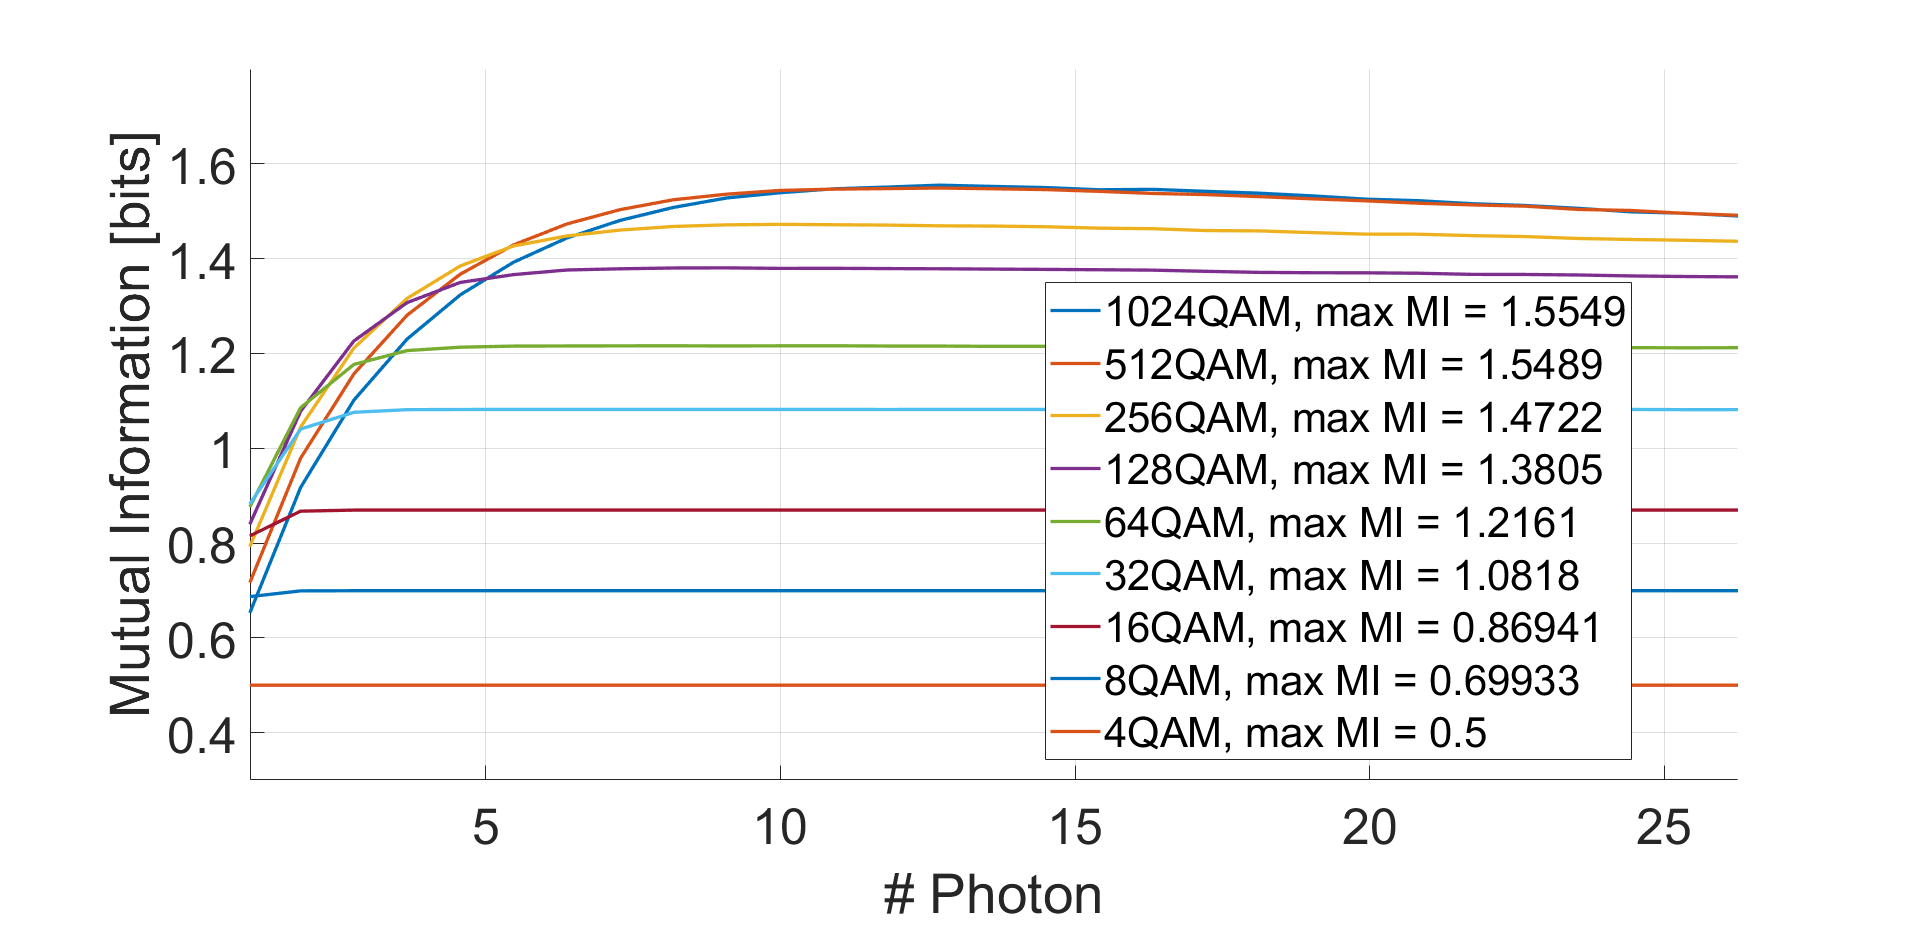 Mutual Information [bits]
1.6
1.4
1.2
1
0.8
0.6
0.4
1024QAM, max MI = 1.5549
512QAM, max MI = 1.5489
256QAM, max MI = 1.4722
128QAM, max MI = 1.3805
64QAM, max MI = 1.2161
32QAM, max MI = 1.0818
16QAM, max MI = 0.86941
8QAM, max MI = 0.69933
4QAM, max MI = 0.5
5 10 15 20 25
# Photon